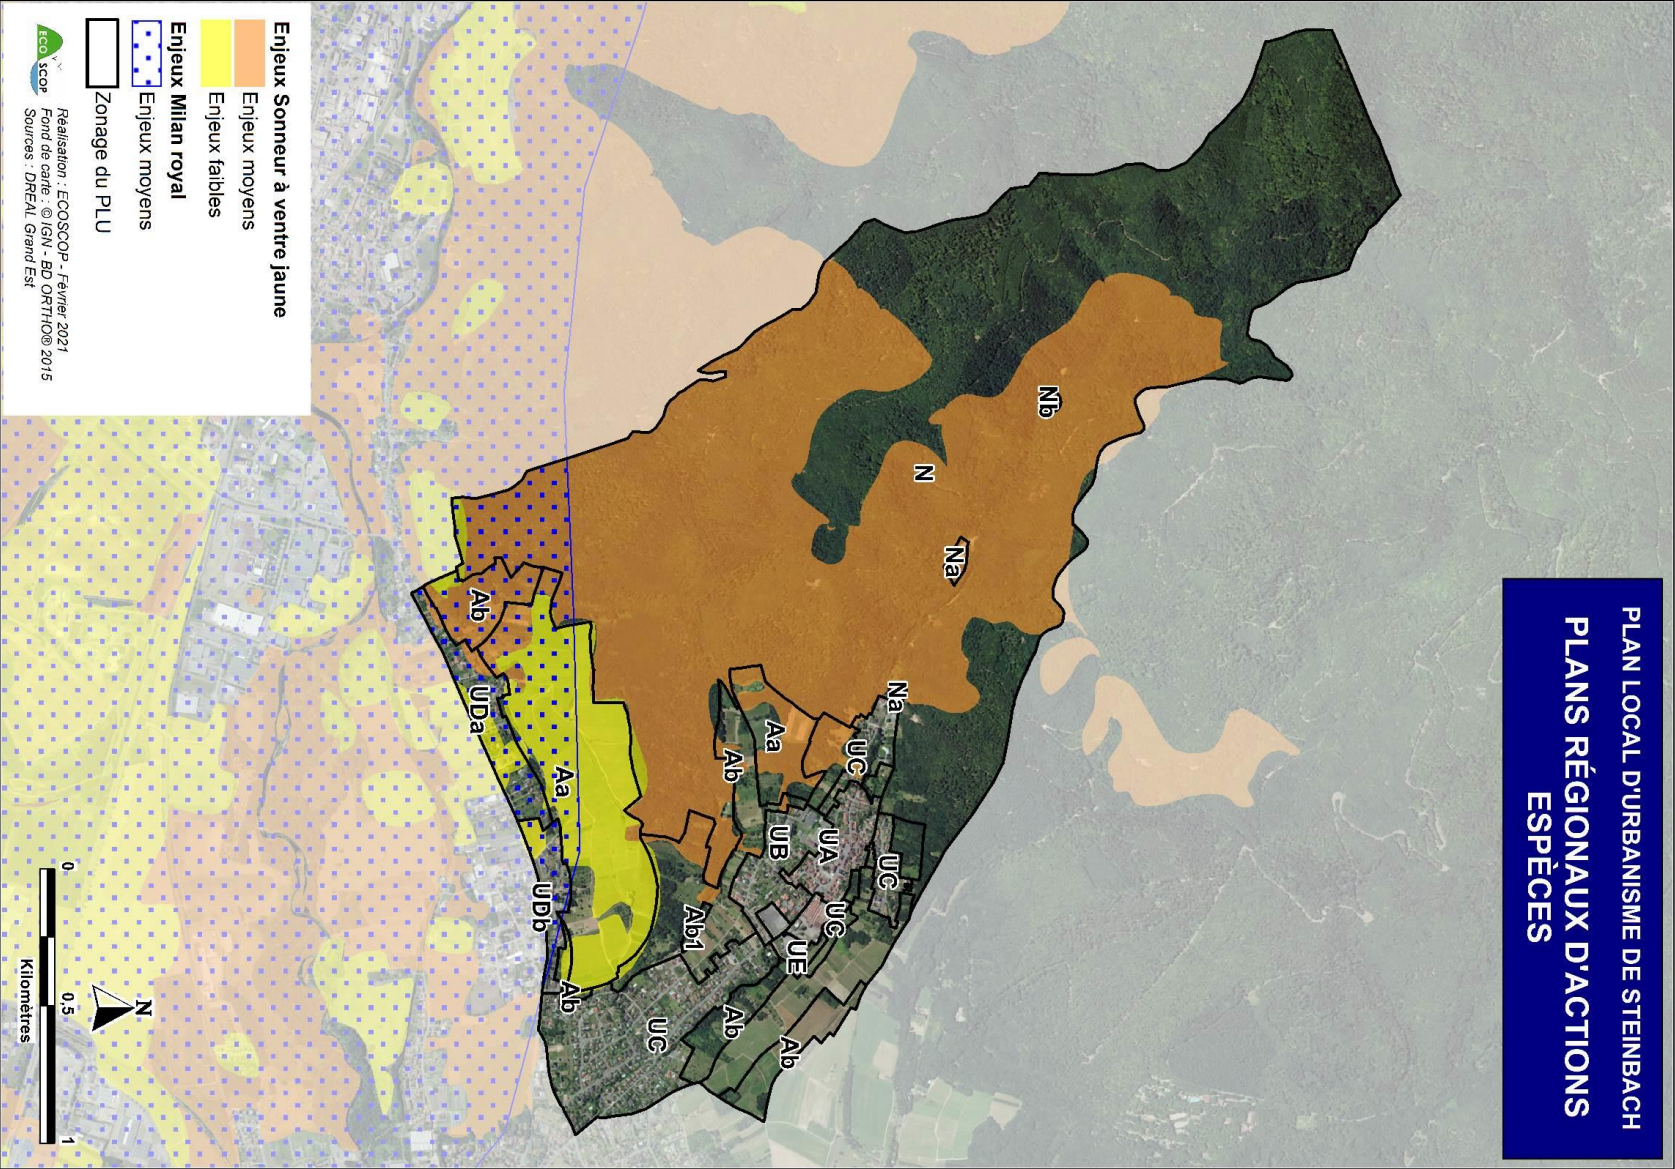 PLAN LOCAL D'URBANISME DE STEINBACH
PLANS RÉGIONAUX D'ACTIONS
ESPÈCES
Nb
N
Na
Na
UC
Aa
Ab
UB
UA
UC
UC
UE
Ab1
Ab
Ab
UC
Ab
UDa
Aa
UDb
Ab
Enjeux Sonneur à ventre jaune
Enjeux moyens
Enjeux faibles
Enjeux Milan royal
Enjeux moyens
Zonage du PLU
ECO SCOP
Réalisation : ECOSCOP - Février 2021
Fond de carte : © IGN - BD ORTHO® 2015
Sources : DREAL Grand Est
N
0 0,5 1
Kilomètres